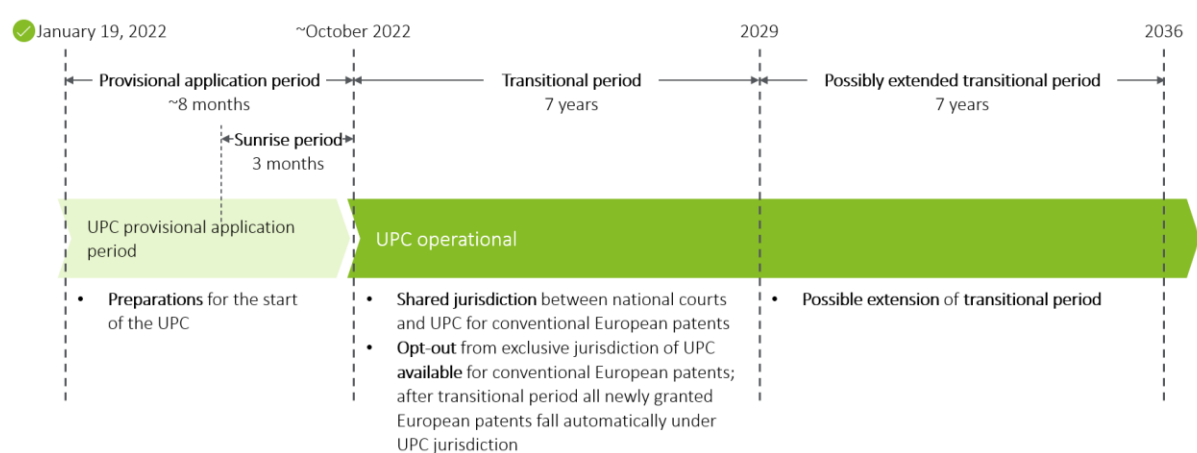 January 19, 2022
~October 2022
2029
2036
Provisional application period
~8 months
Transitional period
7 years
Possibly extended transitional period
7 years
Sunrise period
3 months
UPC provisional application
period
UPC operational
• Preparations for the start
of the UPC
• Shared jurisdiction between national courts
and UPC for conventional European patents
• Opt-out from exclusive jurisdiction of UPC
available for conventional European patents;
after transitional period all newly granted
European patents fall automatically under
UPC jurisdiction
• Possible extension of transitional period